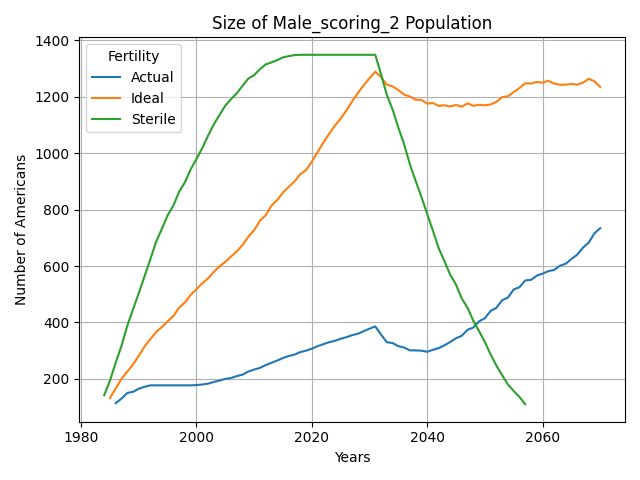 Size of Male_scoring_2 Population
Number of Americans
1400
1200
1000
800
600
400
200
Fertility
Actual
Ideal
Sterile
1980
2000
2020
2040
2060
Years